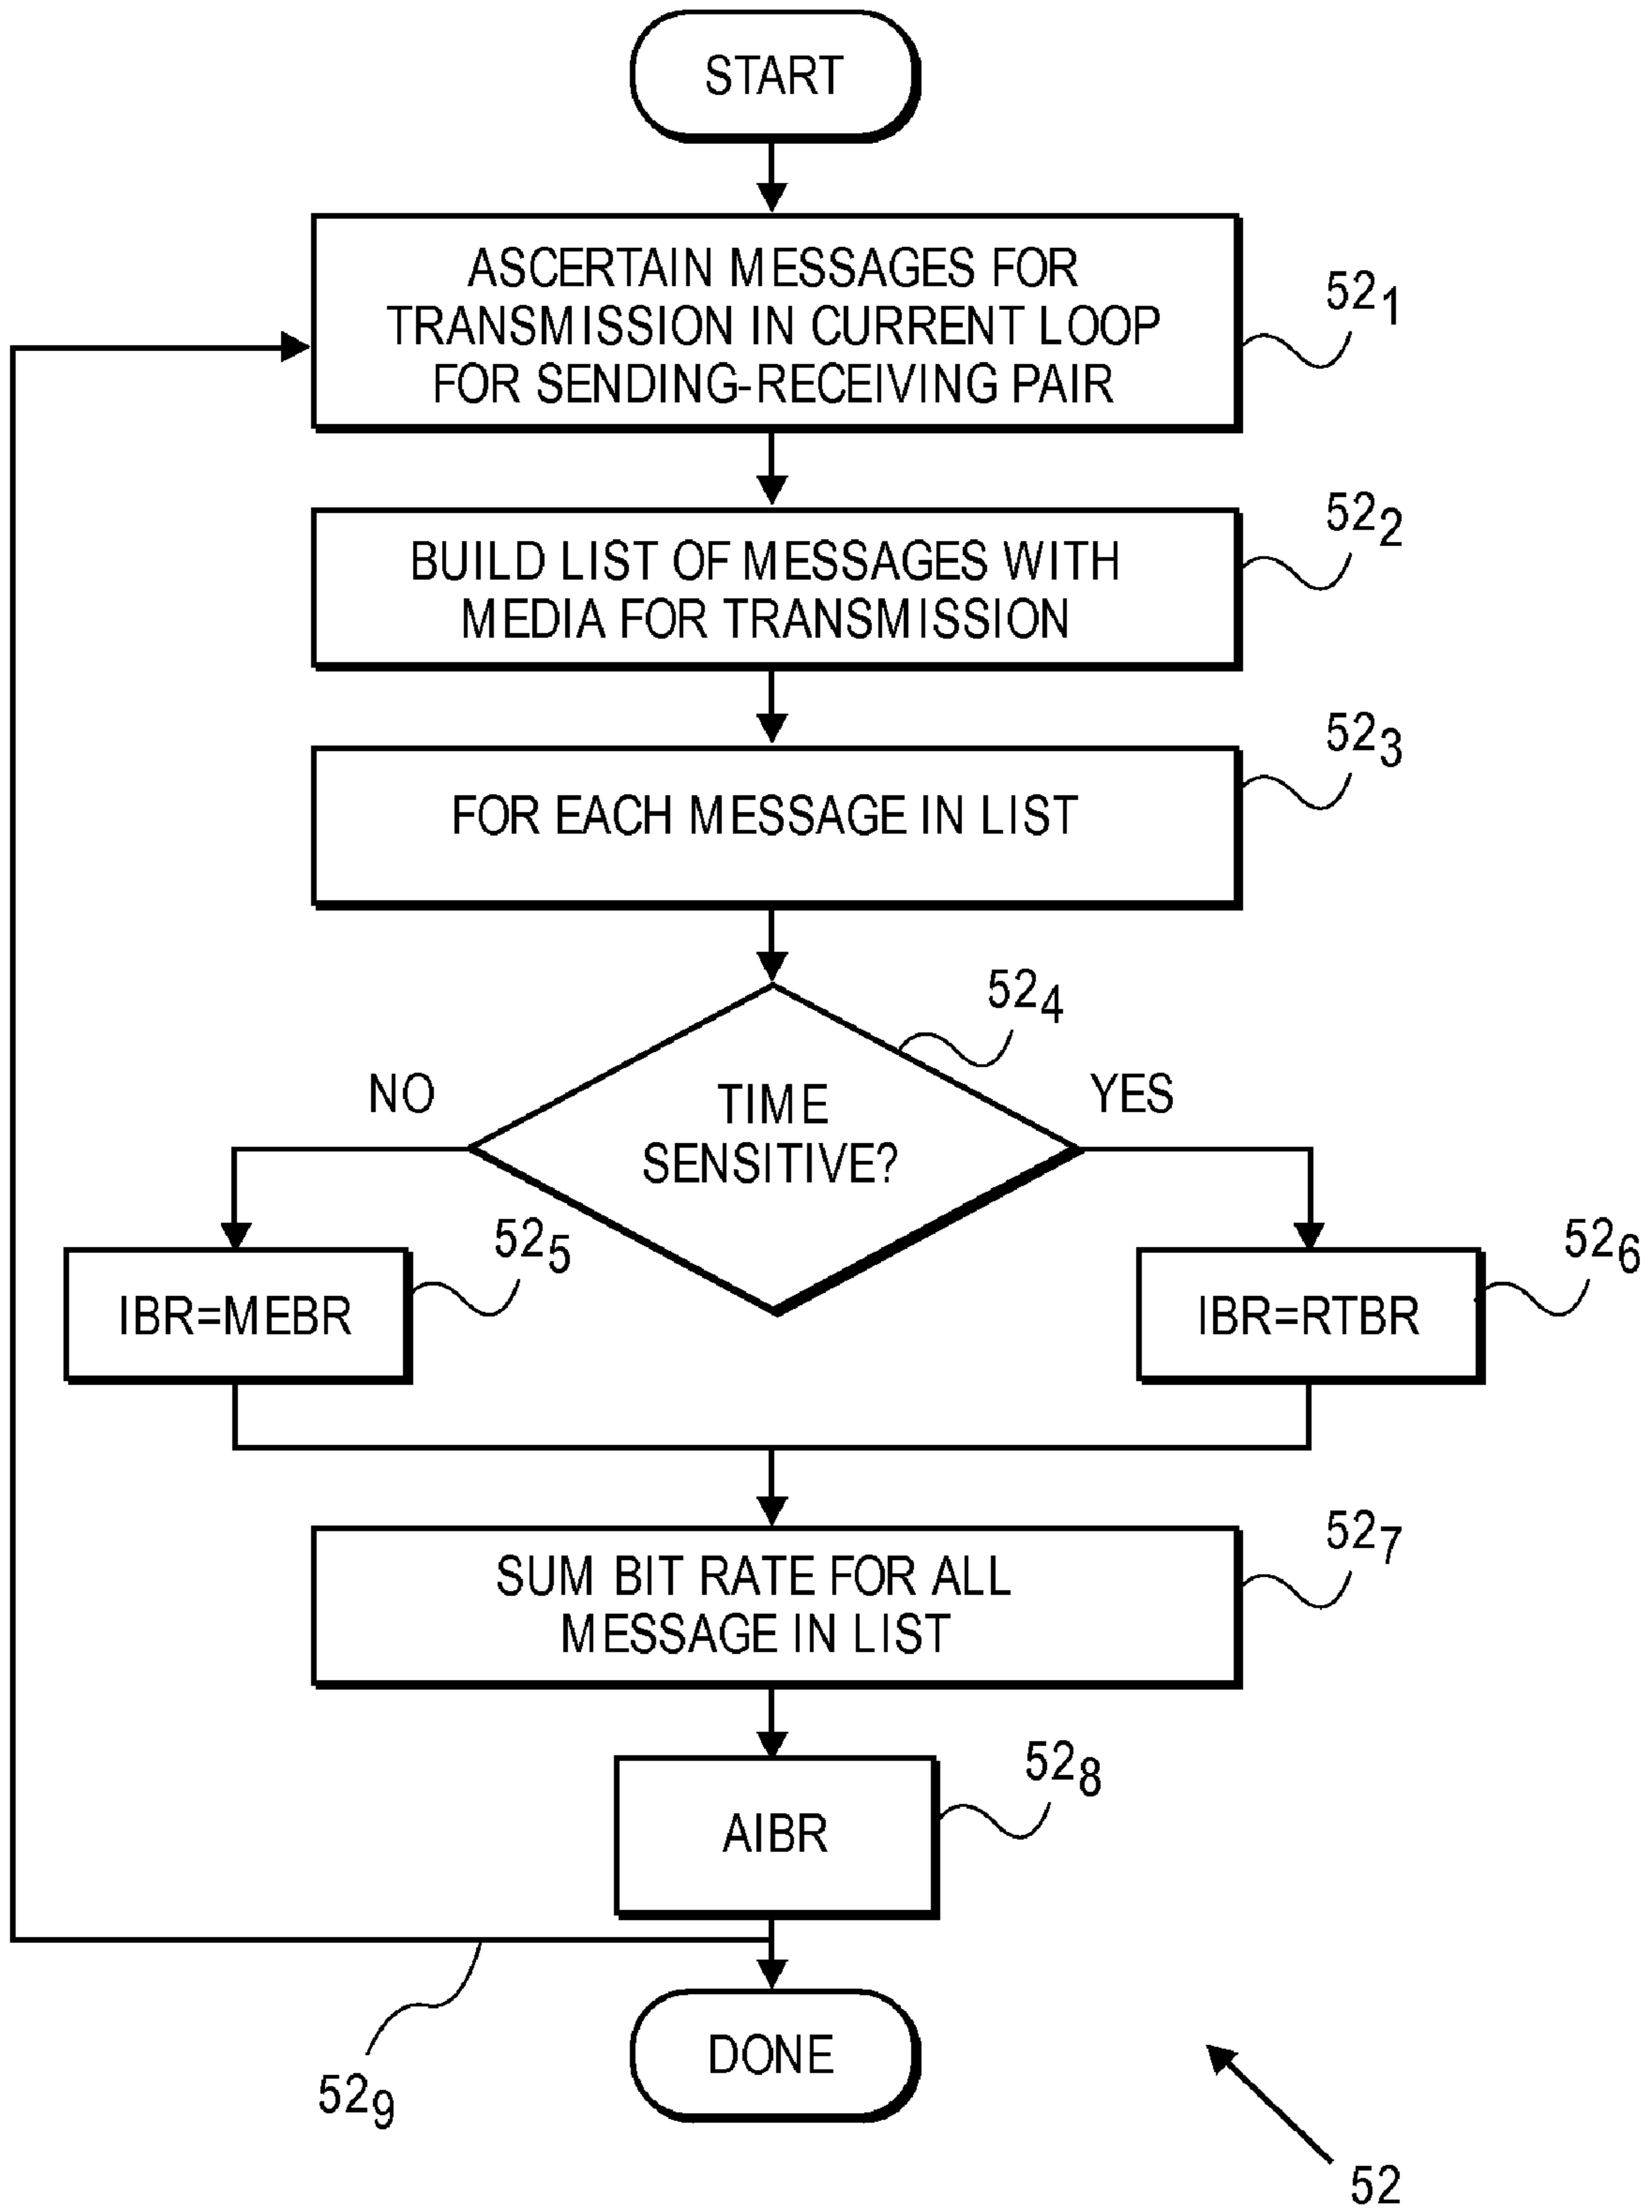 START
ASCERTAIN MESSAGES FOR
TRANSMISSION IN CURRENT LOOP
FOR SENDING-RECEIVING PAIR
52₁
BUILD LIST OF MESSAGES WITH
MEDIA FOR TRANSMISSION
52₂
FOR EACH MESSAGE IN LIST
52₃
TIME
SENSITIVE?
52₄
NO
YES
IBR=MEBR
52₅
IBR=RTBR
52₆
SUM BIT RATE FOR ALL
MESSAGE IN LIST
52₇
AIBR
52₈
DONE
52₉
52